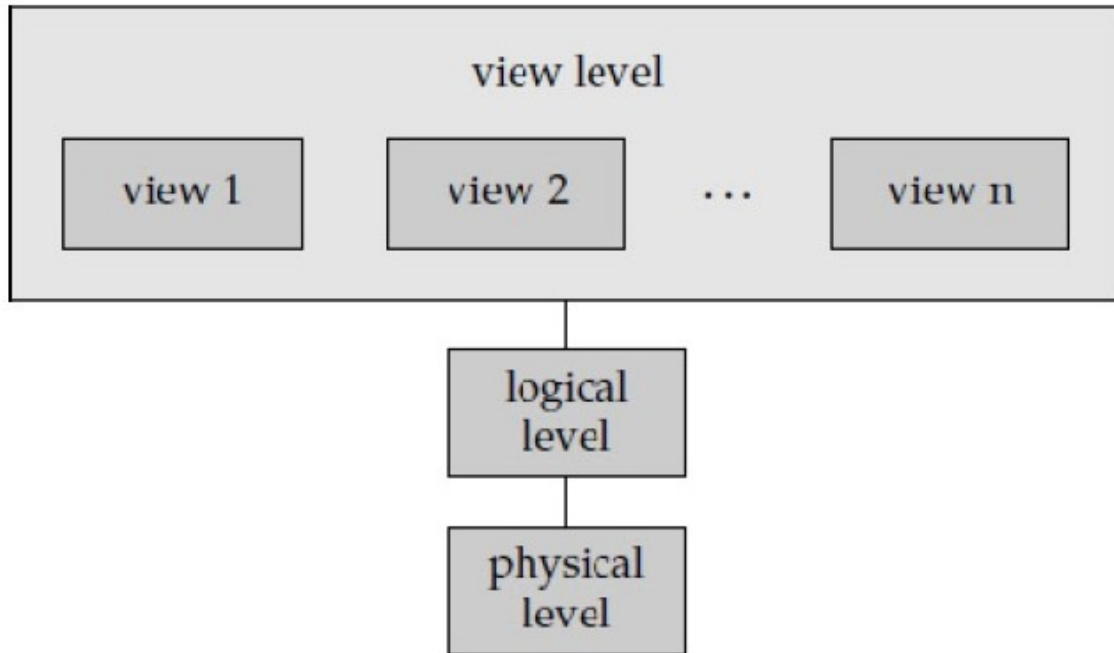 view level
view 1 view 2 ... view n
logical
level
physical
level